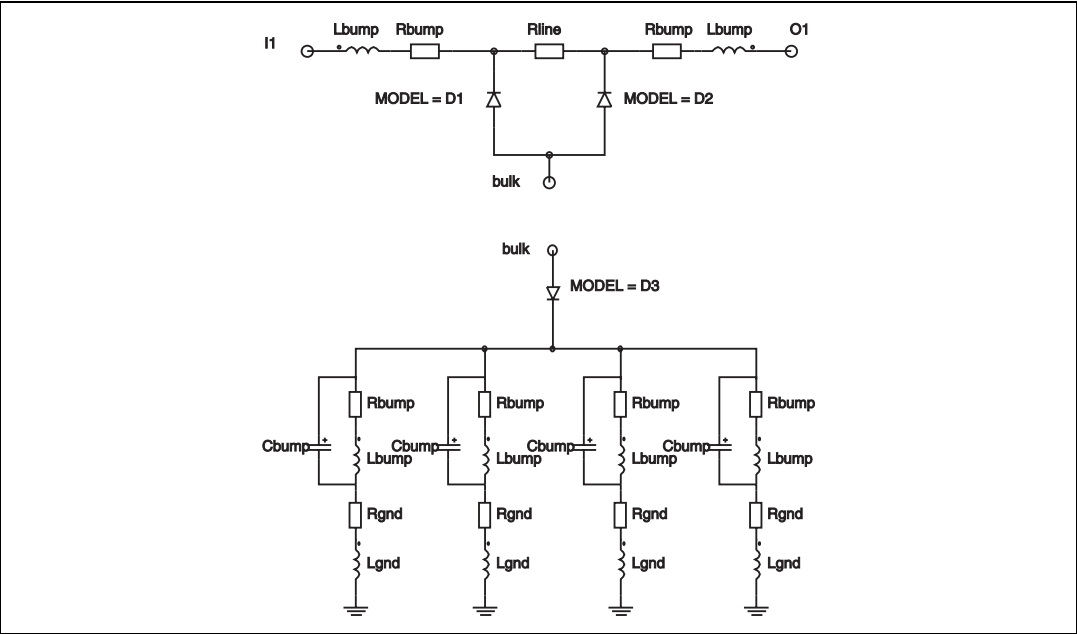 Lbump Rbump Rline Rbump Lbump O1
I1
MODEL = D1 MODEL = D2
bulk
bulk
MODEL = D3
Rbump Rbump Rbump Rbump
Cbump Cbump Cbump Cbump
Lbump Lbump Lbump Lbump
Rgnd Rgnd Rgnd Rgnd
Lgnd Lgnd Lgnd Lgnd